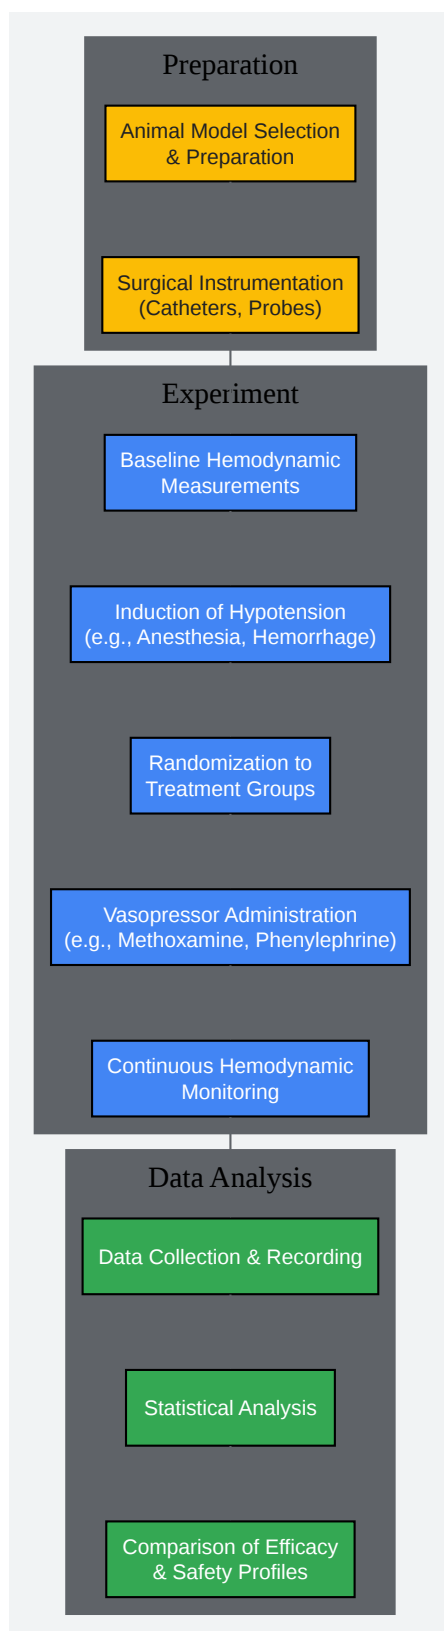 Preparation
Animal Model Selection
& Preparation
Surgical Instrumentation
(Catheters, Probes)
Experiment
Baseline Hemodynamic
Measurements
Induction of Hypotension
(e.g., Anesthesia, Hemorrhage)
Randomization to
Treatment Groups
Vasopressor Administration
(e.g., Methoxamine, Phenylephrine)
Continuous Hemodynamic
Monitoring
Data Analysis
Data Collection & Recording
Statistical Analysis
Comparison of Efficacy
& Safety Profiles